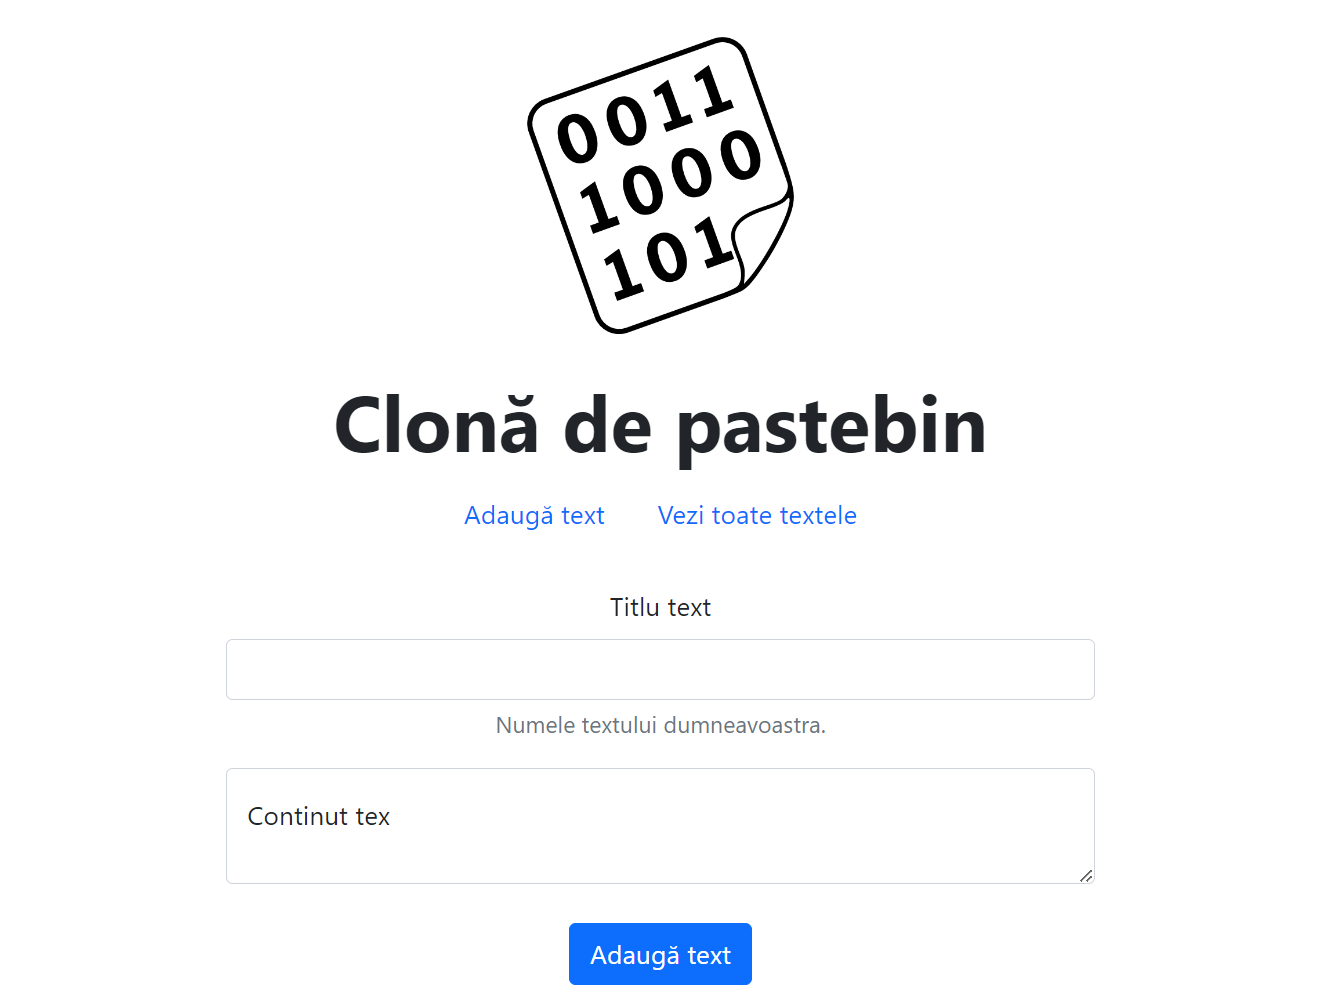 0011
1000
101
Clonă de pastebin
Adaugă text Vezi toate textele
Titlu text
Numele textului dumneavoastra.
Continut tex
Adaugă text